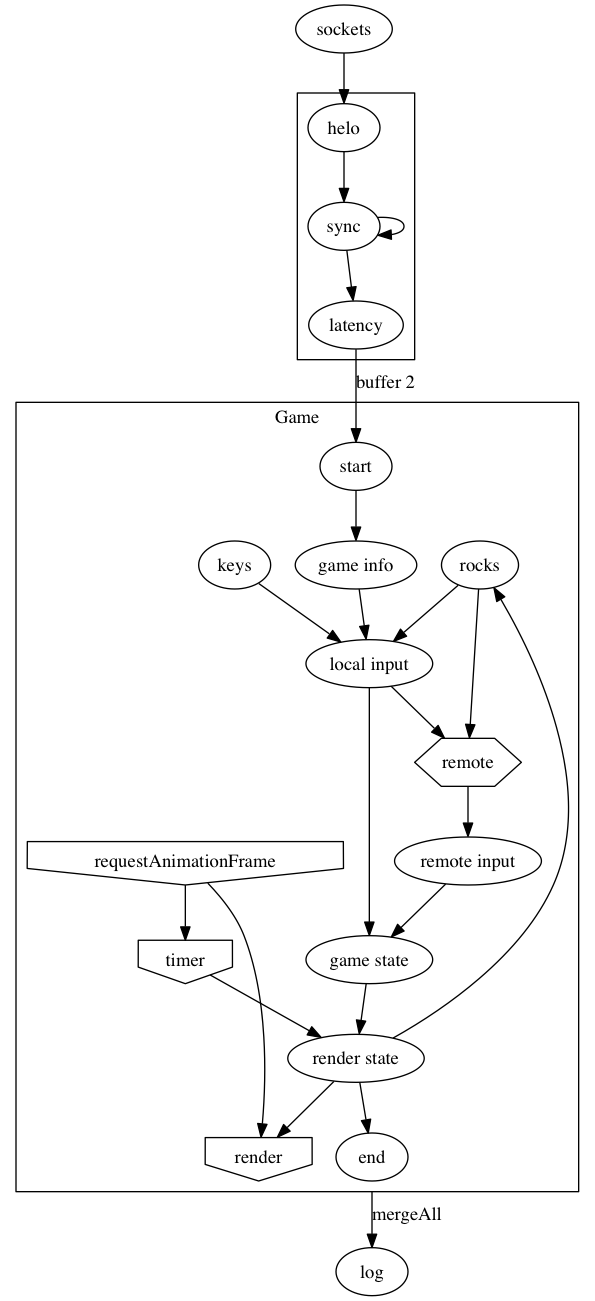 sockets
helo
sync
latency
buffer 2
Game
start
keys
game info
rocks
local input
remote
requestAnimationFrame
remote input
timer
game state
render state
render
end
mergeAll
log